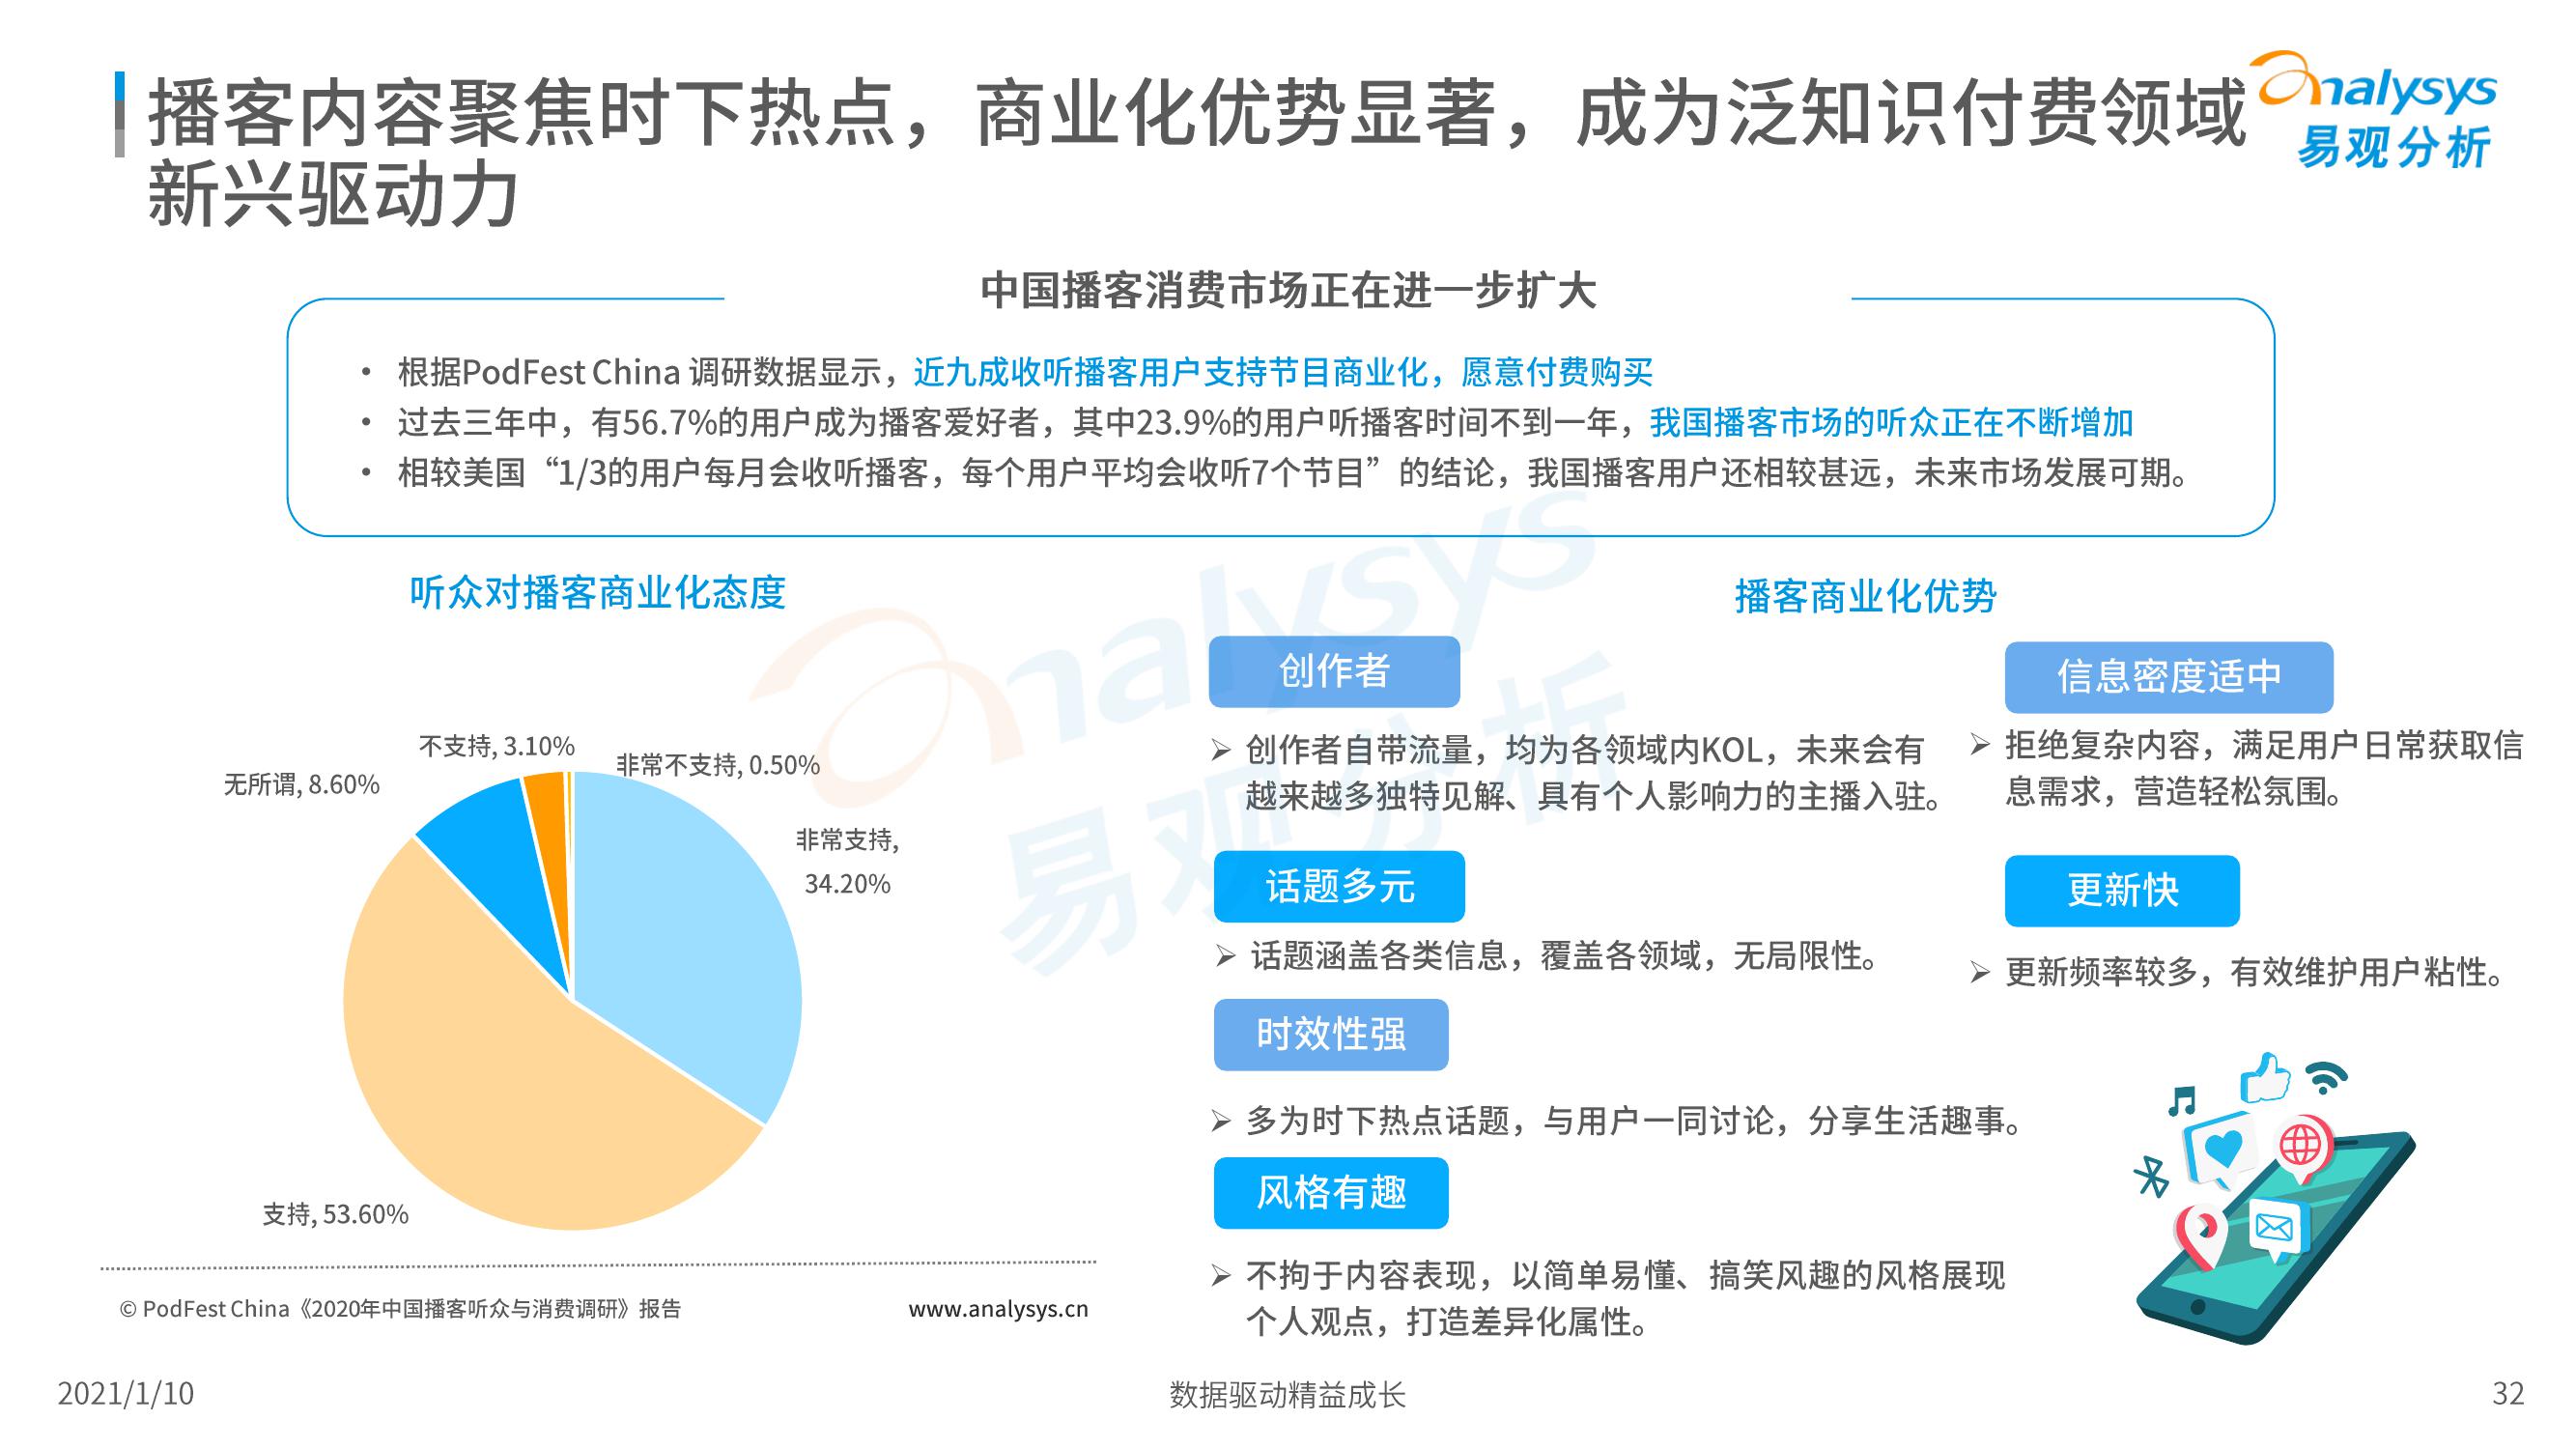 播客内容聚焦时下热点，商业化优势显著，成为泛知识付费领域
新兴驱动力
analysys
易观分析
中国播客消费市场正在进一步扩大
• 根据PodFest China 调研数据显示，近九成收听播客用户支持节目商业化，愿意付费购买
• 过去三年中，有56.7%的用户成为播客爱好者，其中23.9%的用户听播客时间不到一年，我国播客市场的听众正在不断增加
• 相较美国“1/3的用户每月会收听播客，每个用户平均会收听7个节目”的结论，我国播客用户还相较甚远，未来市场发展可期。
听众对播客商业化态度
不支持, 3.10%
非常不支持, 0.50%
无所谓, 8.60%
非常支持,
34.20%
支持, 53.60%
© PodFest China《2020年中国播客听众与消费调研》报告
www.analysys.cn
播客商业化优势
创作者
➢ 创作者自带流量，均为各领域内KOL，未来会有
越来越多独特见解、具有个人影响力的主播入驻。
话题多元
➢ 话题涵盖各类信息，覆盖各领域，无局限性。
时效性强
➢ 多为时下热点话题，与用户一同讨论，分享生活趣事。
风格有趣
➢ 不拘于内容表现，以简单易懂、搞笑风趣的风格展现
个人观点，打造差异化属性。
信息密度适中
➢ 拒绝复杂内容，满足用户日常获取信
息需求，营造轻松氛围。
更新快
➢ 更新频率较多，有效维护用户粘性。
analysys
易观分析
2021/1/10
数据驱动精益成长
32